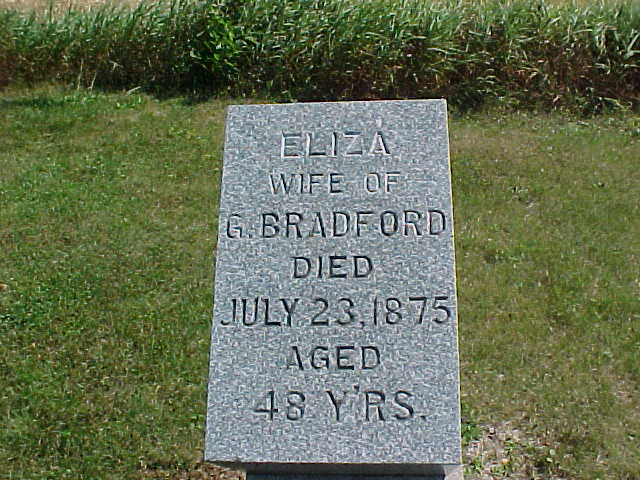 ELIZA
WIFE OF
G. BRADFORD
DIED
JULY 23, 1875
AGED
48 Y'RS.